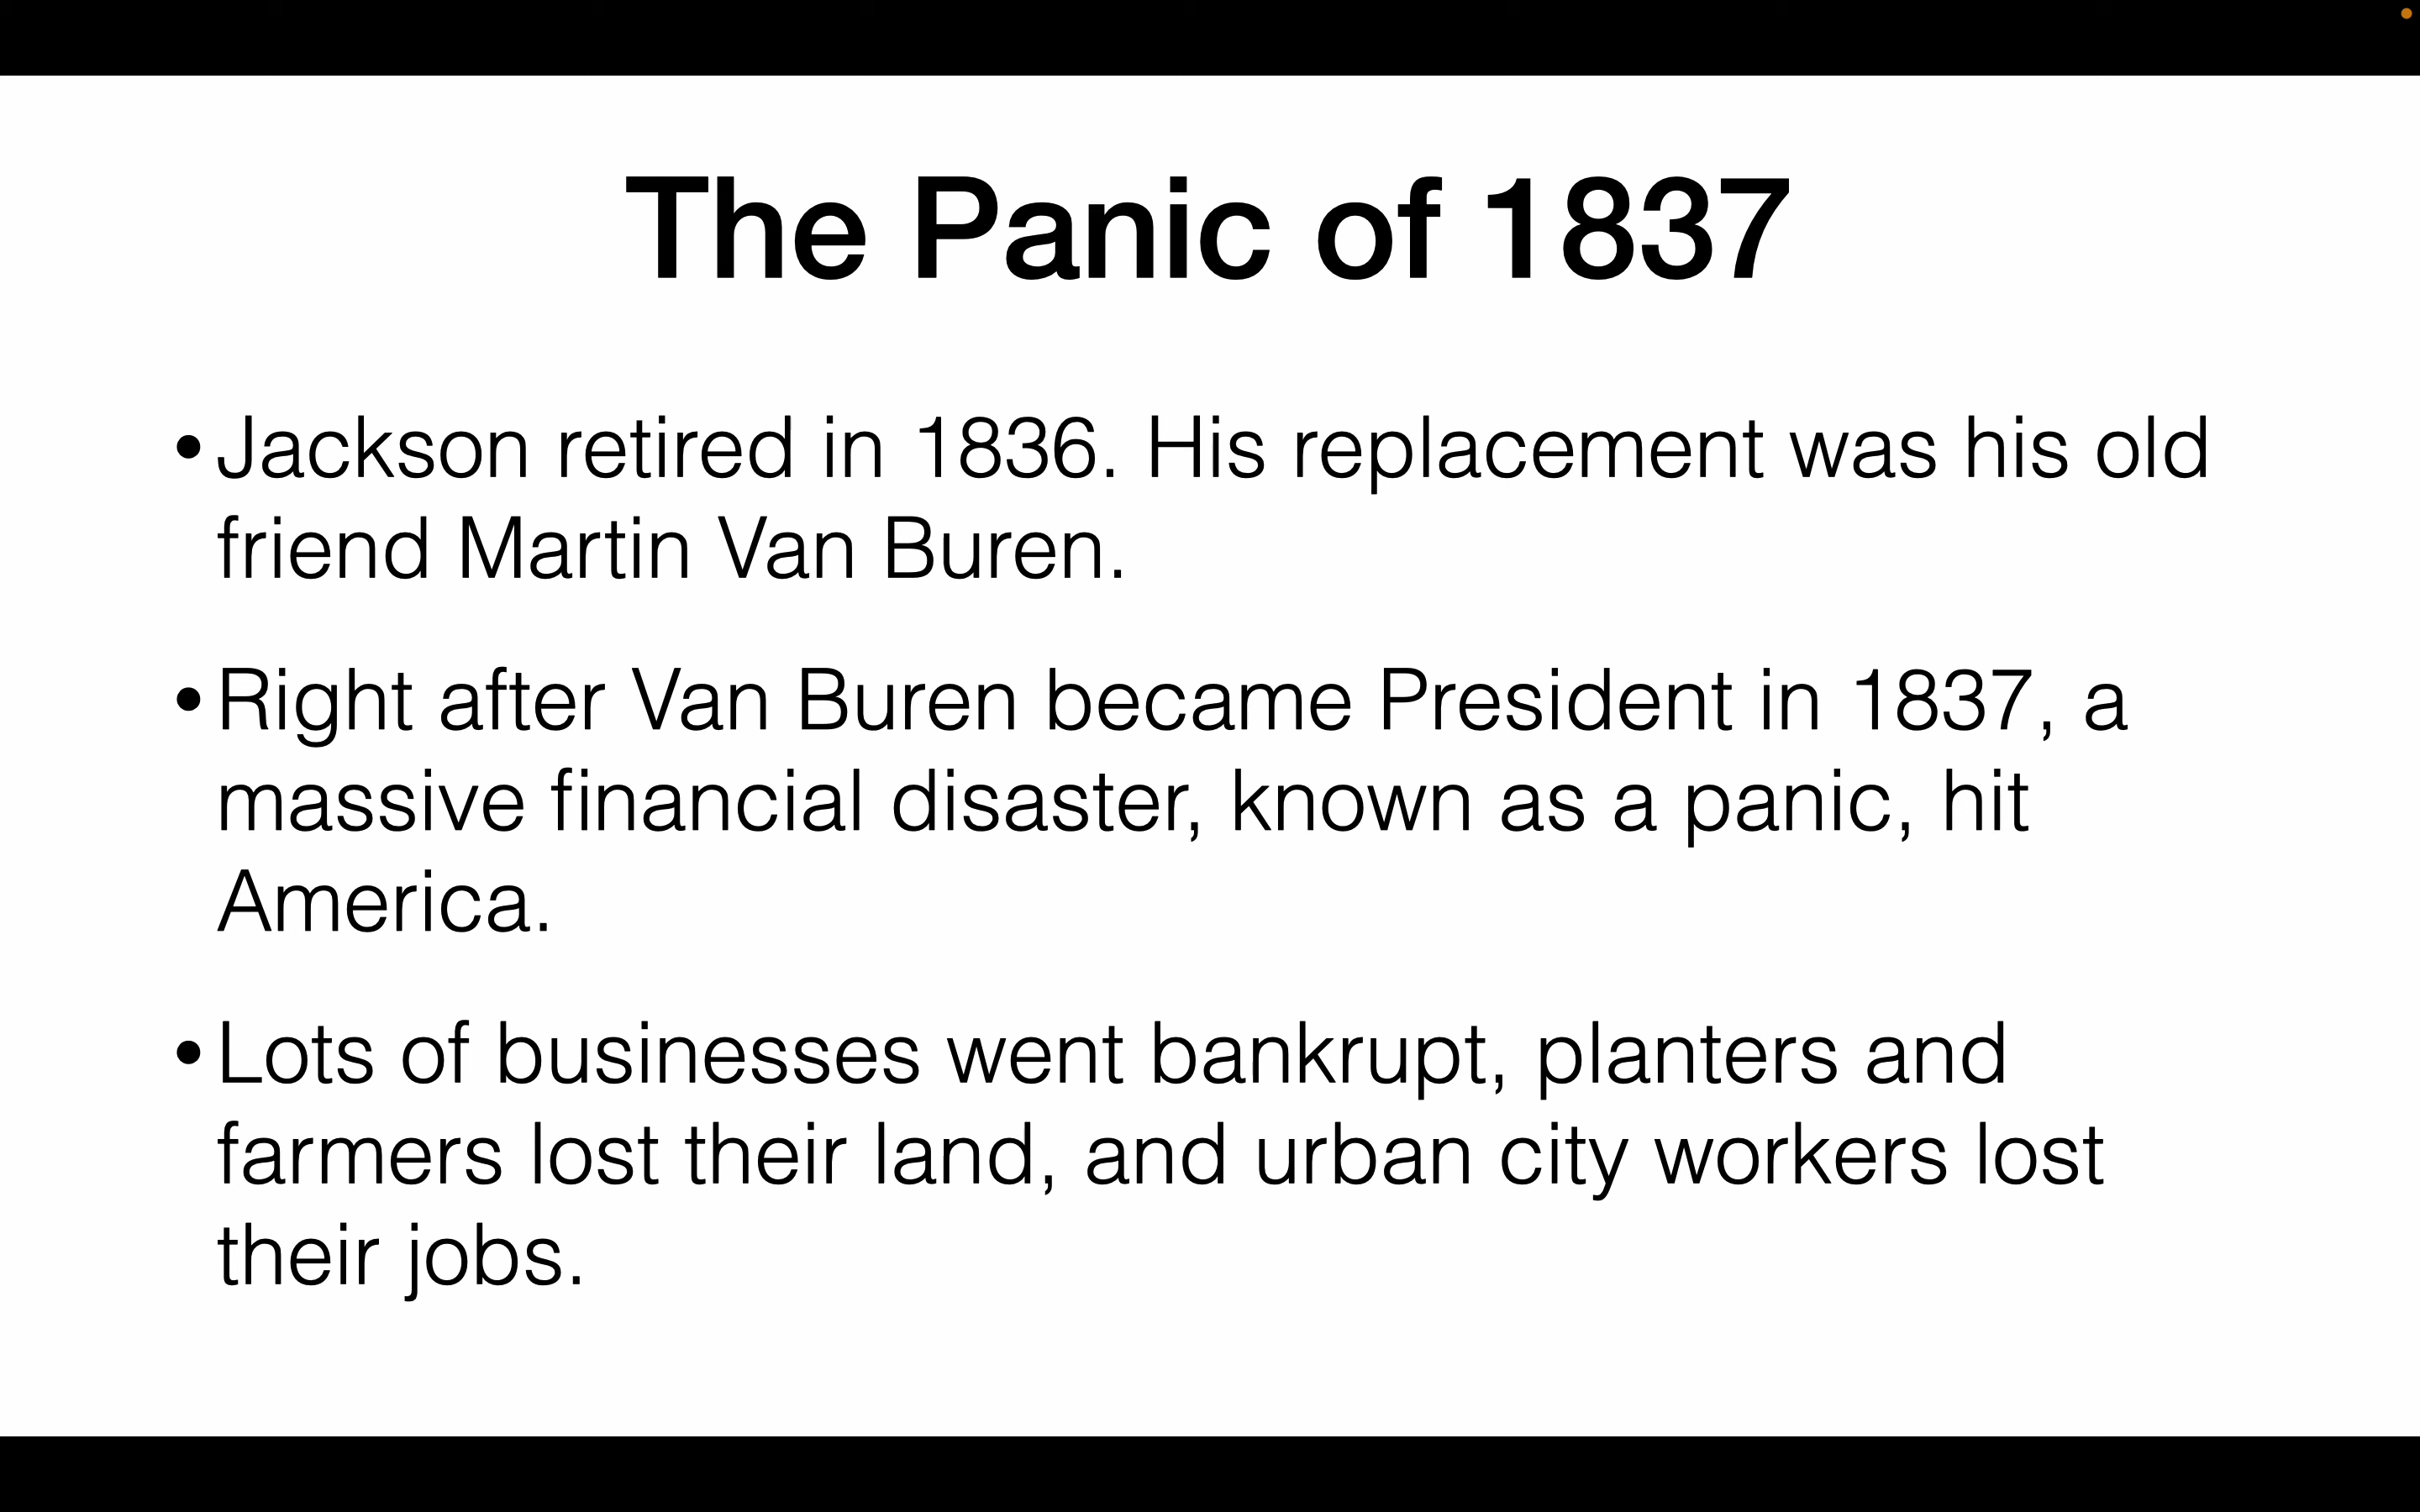 The Panic of 1837
• Jackson retired in 1836. His replacement was his old
friend Martin Van Buren.
• Right after Van Buren became President in 1837, a
massive financial disaster, known as a panic, hit
America.
• Lots of businesses went bankrupt, planters and
farmers lost their land, and urban city workers lost
their jobs.